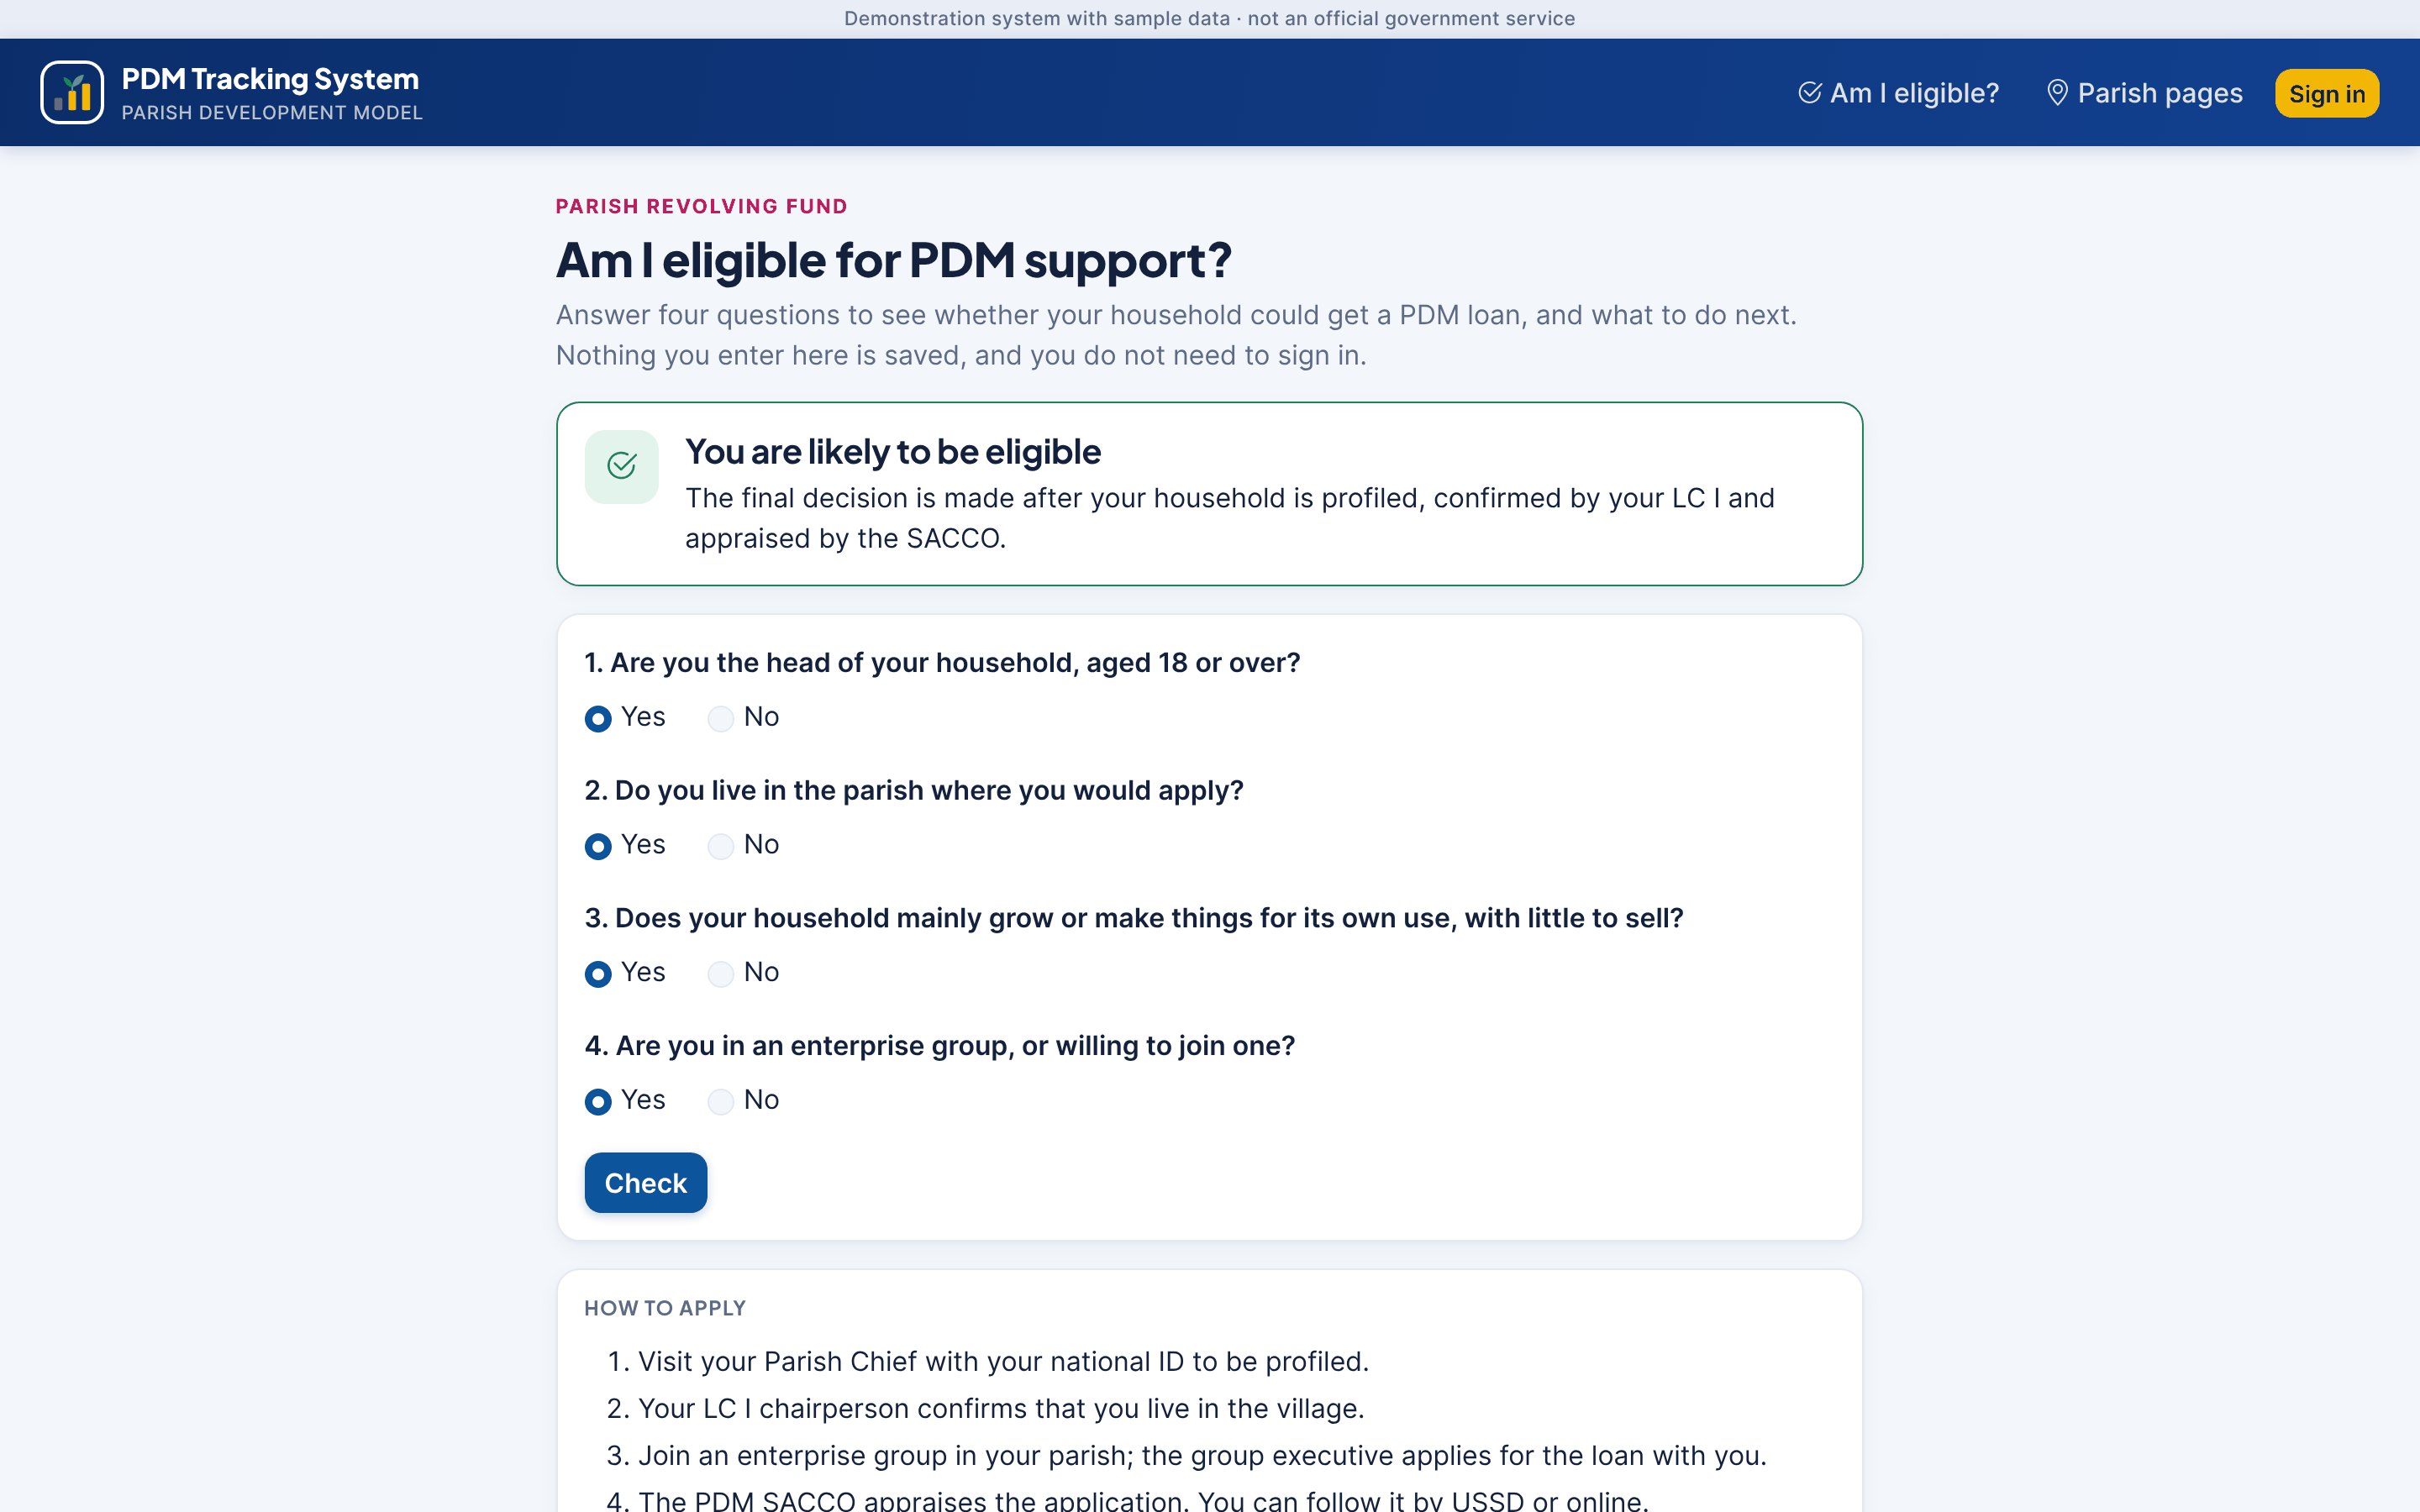 Demonstration system with sample data · not an official government service
PDM Tracking System
PARISH DEVELOPMENT MODEL
Am I eligible?
Parish pages
Sign in
PARISH REVOLVING FUND
Am I eligible for PDM support?
Answer four questions to see whether your household could get a PDM loan, and what to do next.
Nothing you enter here is saved, and you do not need to sign in.
You are likely to be eligible
The final decision is made after your household is profiled, confirmed by your LC I and
appraised by the SACCO.
1. Are you the head of your household, aged 18 or over?
Yes No
2. Do you live in the parish where you would apply?
Yes No
3. Does your household mainly grow or make things for its own use, with little to sell?
Yes No
4. Are you in an enterprise group, or willing to join one?
Yes No
Check
HOW TO APPLY
1. Visit your Parish Chief with your national ID to be profiled.
2. Your LC I chairperson confirms that you live in the village.
3. Join an enterprise group in your parish; the group executive applies for the loan with you.
4. The PDM SACCO appraises the application. You can follow it by USSD or online.